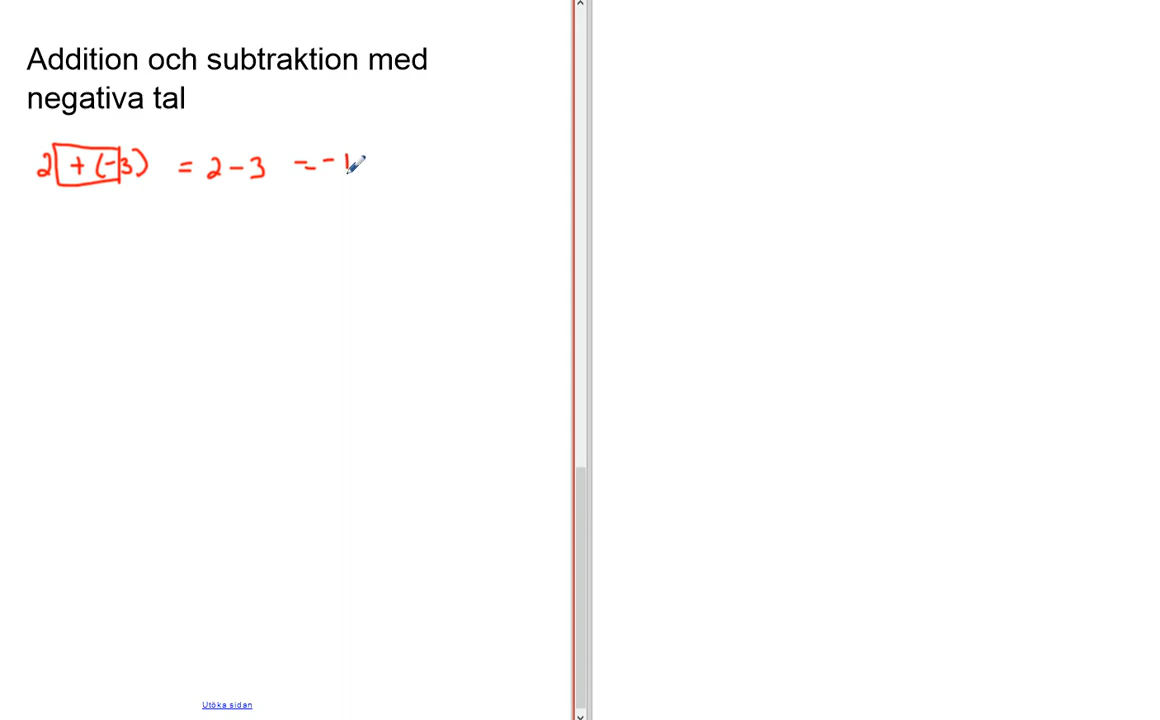 Addition och subtraktion med
negativa tal
2 + (-3) = 2 - 3 = -1
Utöka sidan